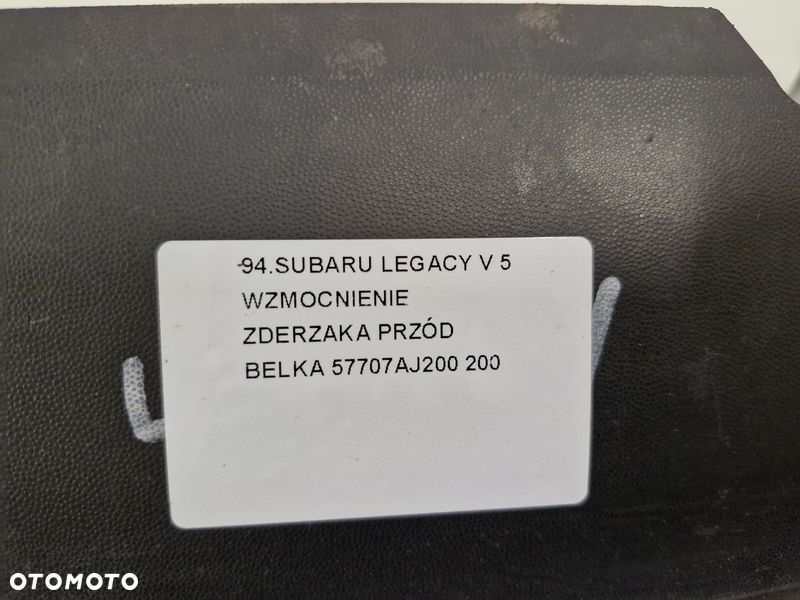 94.SUBARU LEGACY V 5
WZMOCNIENIE
ZDERZAKA PRZÓD
BELKA 57707AJ200 200
OTOMOTO